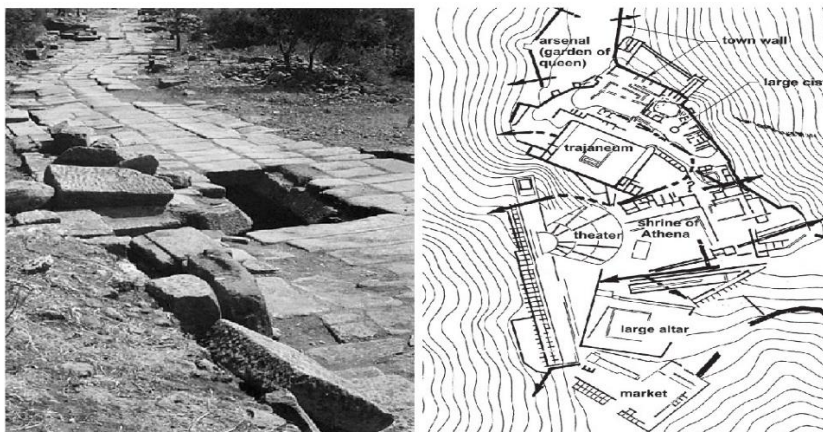 arsenal
(garden of
queen)
town wall
large cis
trajaneum
?
theater
shrine of
Athena
large altar
market